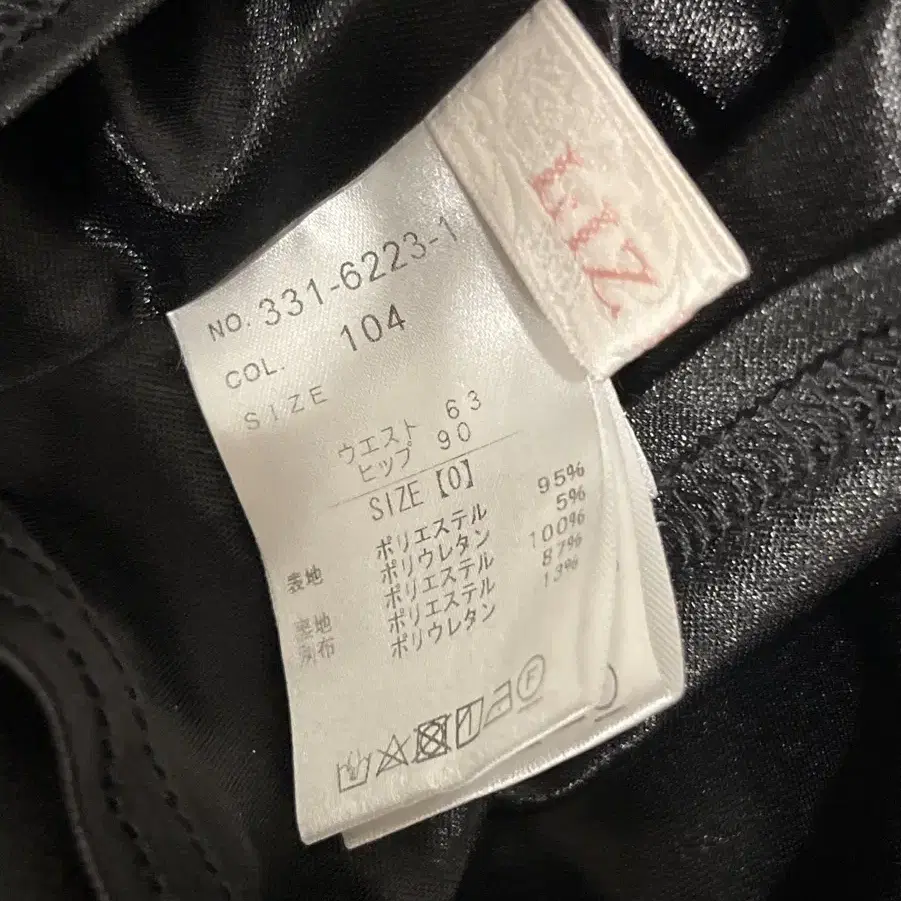 LIZ
NO. 331-6223-1
COL. 104
SIZE
ウエスト 63
ヒップ 90
SIZE【0】
表地 ポリエステル 95%
ポリウレタン 5%
裏地 ポリエステル 100%
別布 ポリエステル 87%
ポリウレタン 13%
F